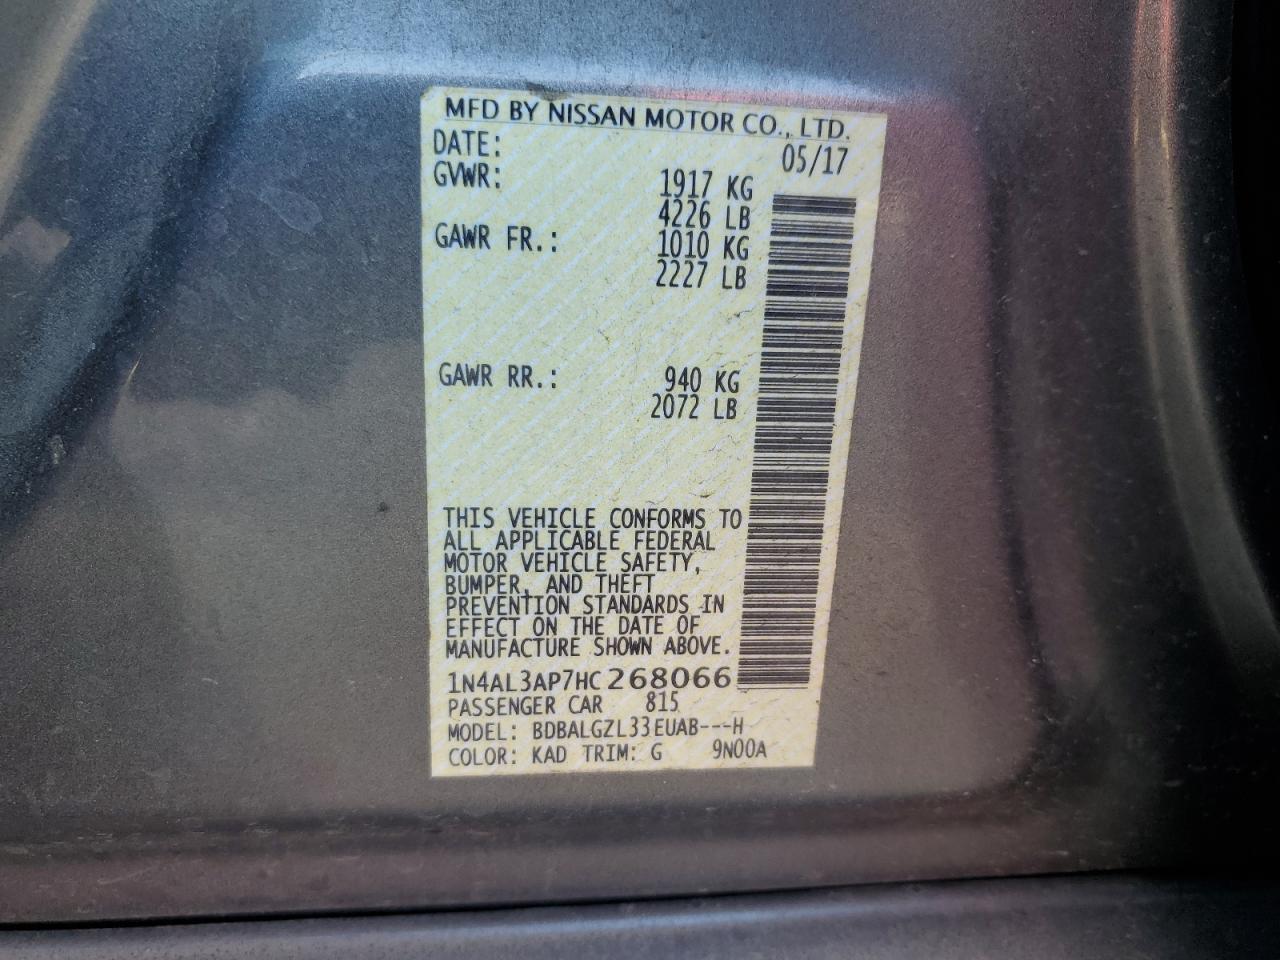 MFD BY NISSAN MOTOR CO., LTD.
DATE: 05/17
GVWR: 1917 KG
4226 LB
GAWR FR.: 1010 KG
2227 LB
GAWR RR.: 940 KG
2072 LB
THIS VEHICLE CONFORMS TO
ALL APPLICABLE FEDERAL
MOTOR VEHICLE SAFETY,
BUMPER, AND THEFT
PREVENTION STANDARDS IN
EFFECT ON THE DATE OF
MANUFACTURE SHOWN ABOVE.
1N4AL3AP7HC268066
PASSENGER CAR 815
MODEL: BDBALGZL33EUAB---H
COLOR: KAD TRIM: G 9N00A